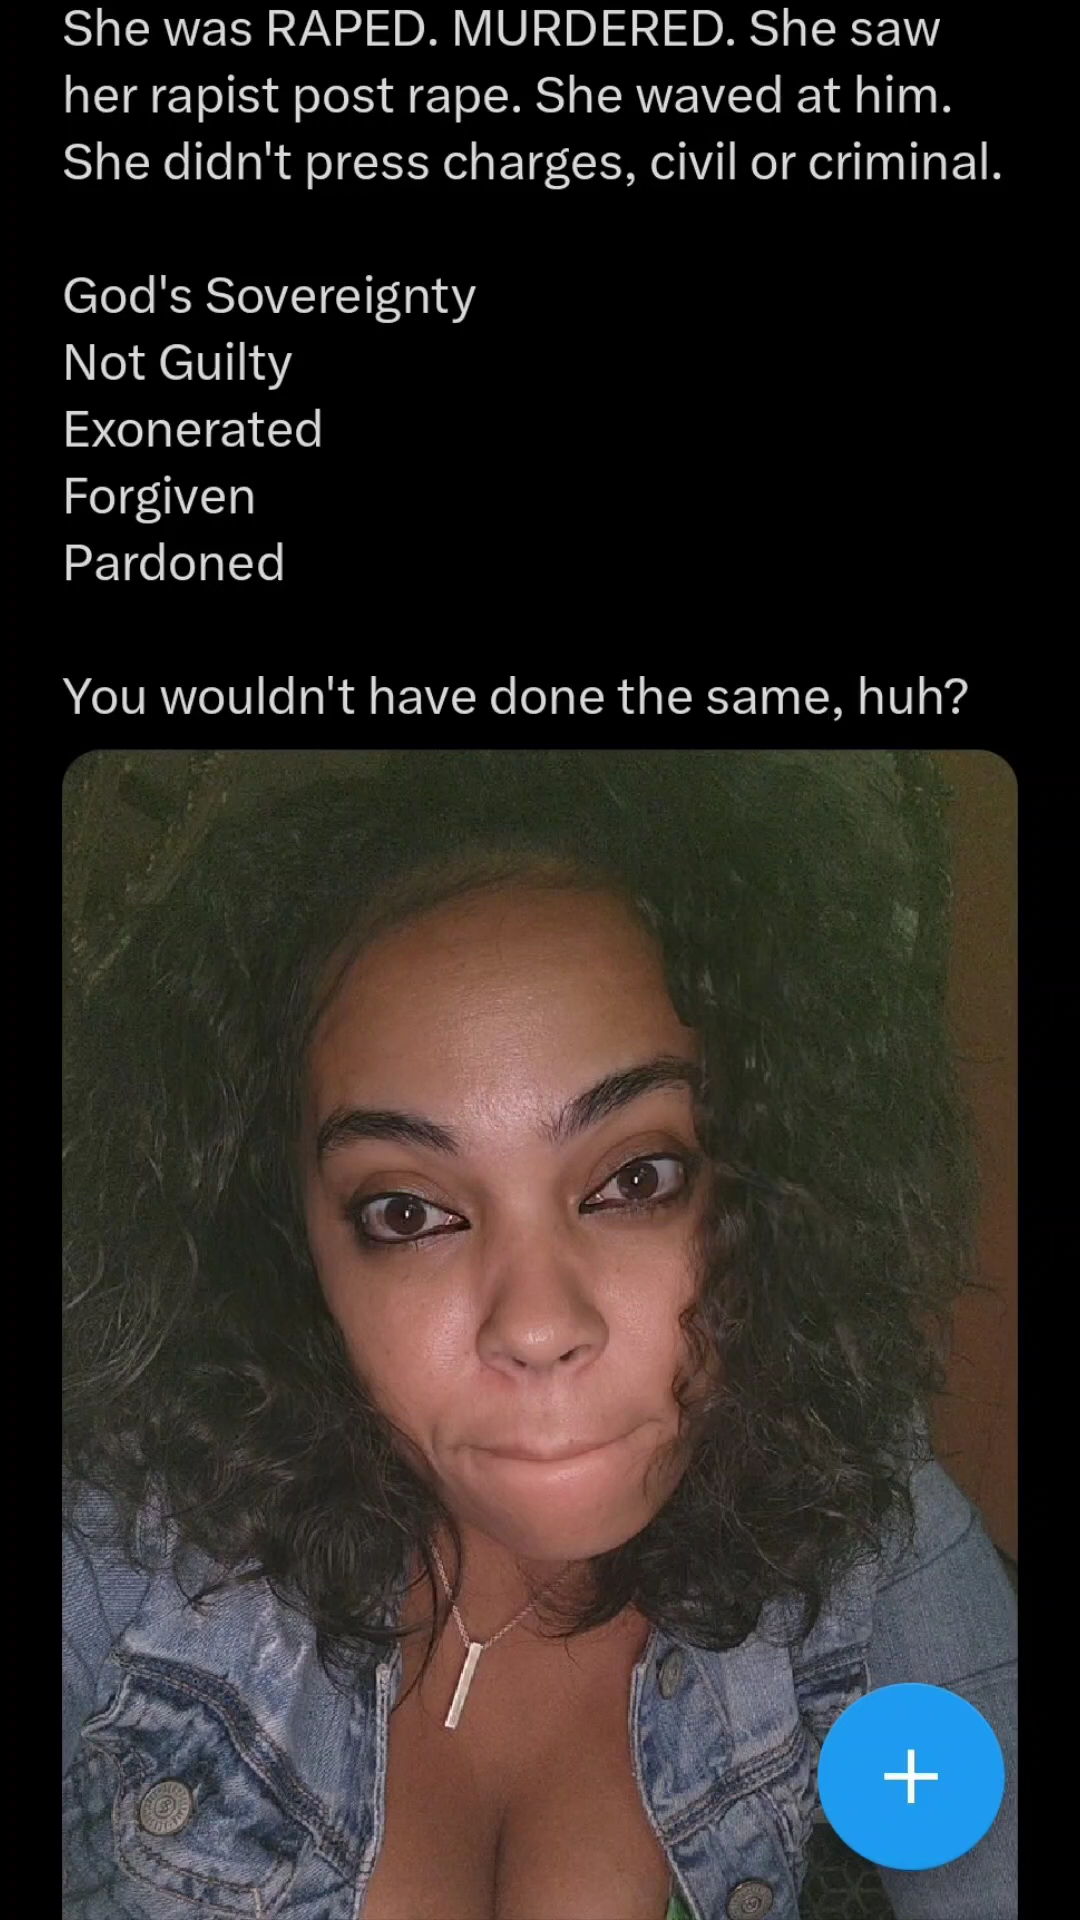 She was RAPED. MURDERED. She saw
her rapist post rape. She waved at him.
She didn't press charges, civil or criminal.
God's Sovereignty
Not Guilty
Exonerated
Forgiven
Pardoned
You wouldn't have done the same, huh?